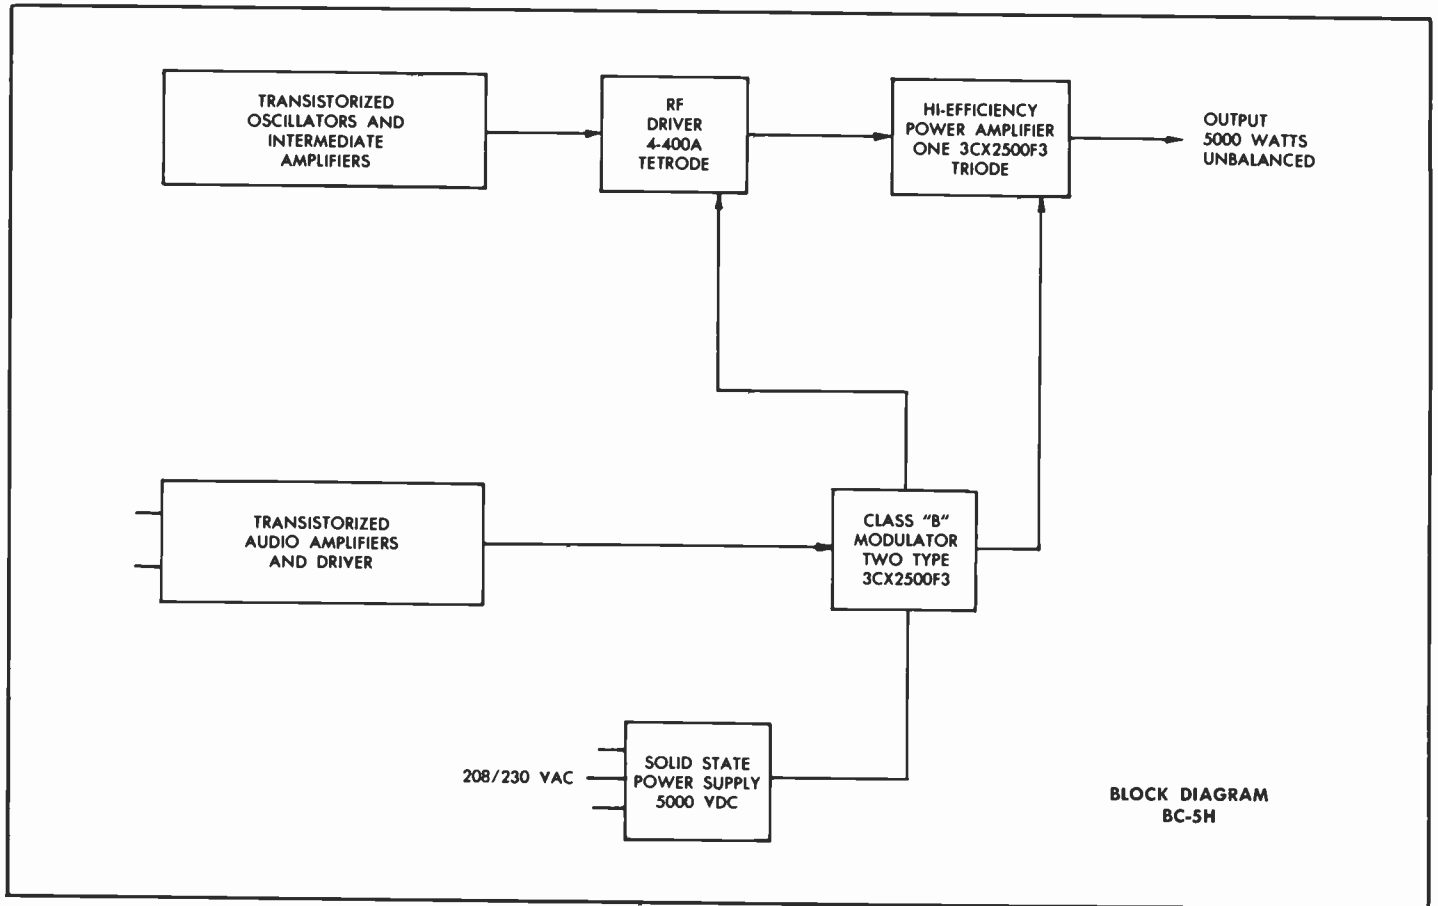 TRANSISTORIZED
OSCILLATORS AND
INTERMEDIATE
AMPLIFIERS
RF
DRIVER
4-400A
TETRODE
HI-EFFICIENCY
POWER AMPLIFIER
ONE 3CX2500F3
TRIODE
OUTPUT
5000 WATTS
UNBALANCED
TRANSISTORIZED
AUDIO AMPLIFIERS
AND DRIVER
CLASS "B"
MODULATOR
TWO TYPE
3CX2500F3
208/230 VAC
SOLID STATE
POWER SUPPLY
5000 VDC
BLOCK DIAGRAM
BC-5H